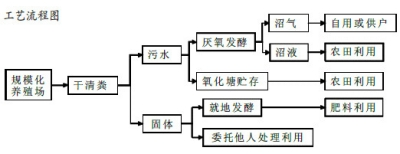 工艺流程图
规模化
养殖场
干清粪
污水
固体
厌氧发酵
氧化塘贮存
就地发酵
委托他人处理利用
沼气
沼液
自用或供户
农田利用
农田利用
肥料利用